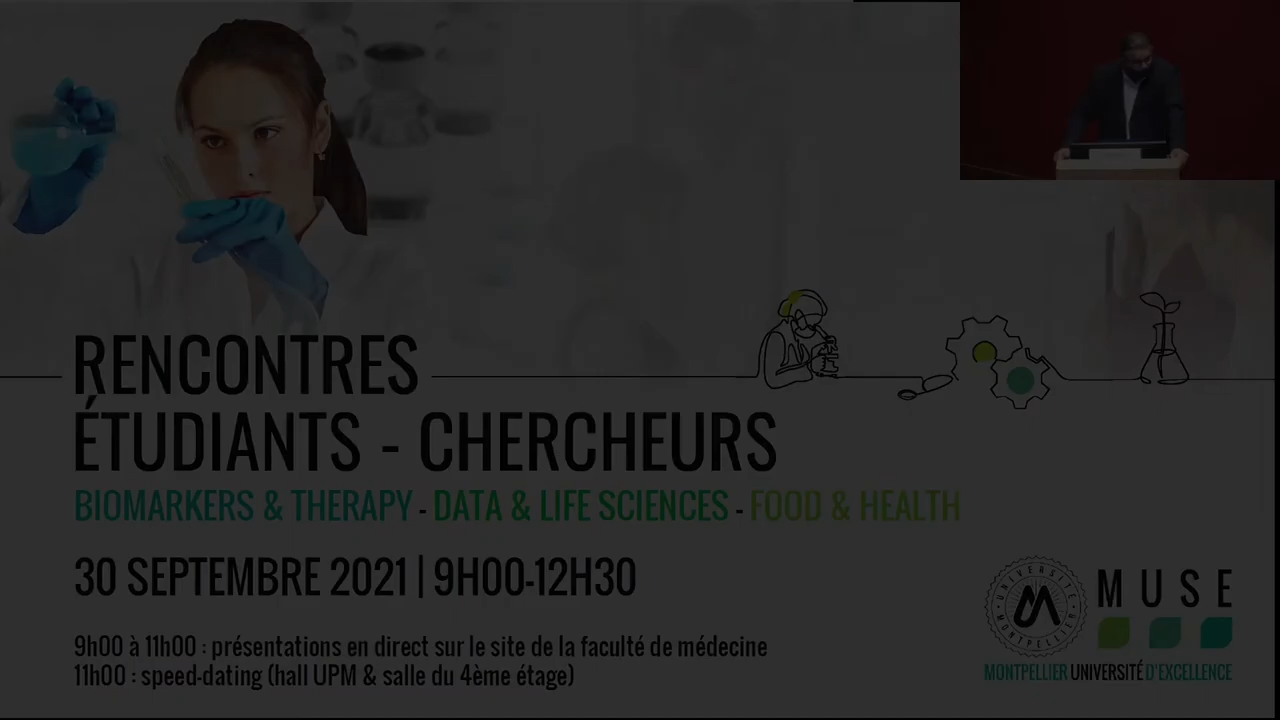 RENCONTRES
ÉTUDIANTS - CHERCHEURS
BIOMARKERS & THERAPY - DATA & LIFE SCIENCES - FOOD & HEALTH
30 SEPTEMBRE 2021 | 9H00-12H30
9h00 à 11h00 : présentations en direct sur le site de la faculté de médecine
11h00 : speed-dating (hall UPM & salle du 4ème étage)
UNIVERSITÉ
MONTPELLIER
MUSE
MONTPELLIER UNIVERSITÉ D'EXCELLENCE